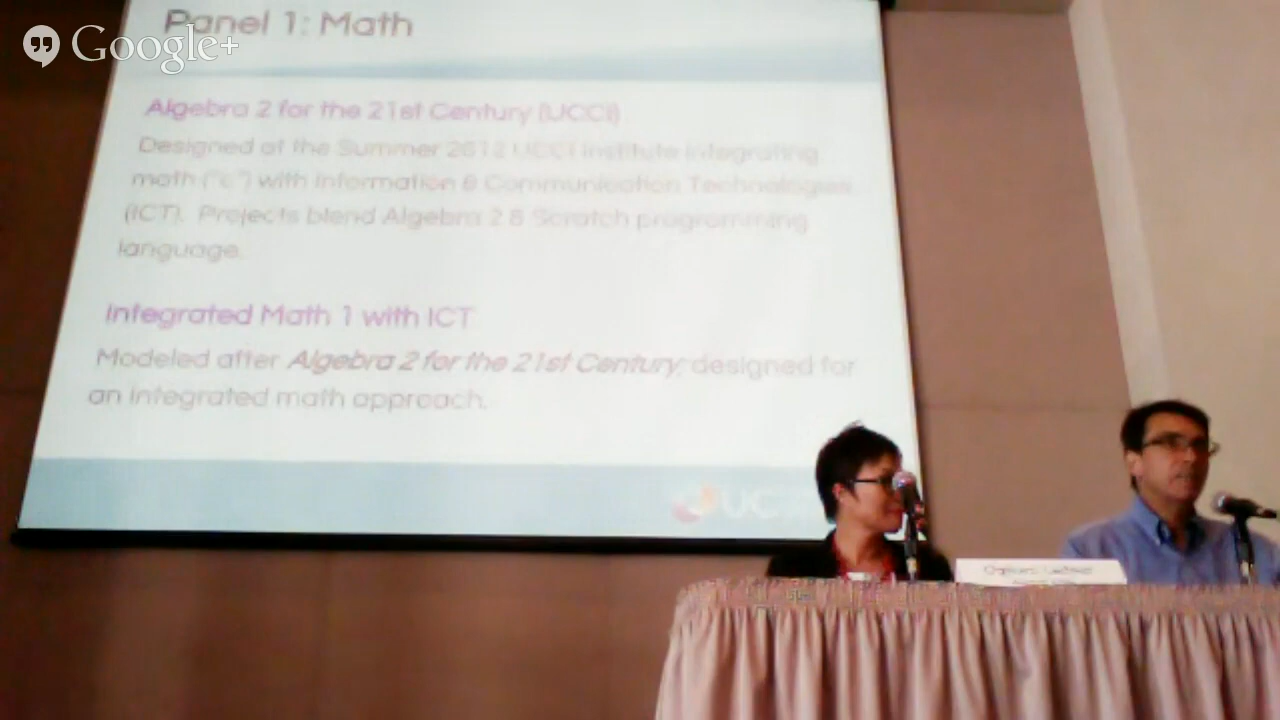 Google+
Panel 1: Math
Algebra 2 for the 21st Century (UCCI)
Designed at the Summer 2012 UCCI Institute integrating
math ("c") with Information & Communication Technologies
(ICT). Projects blend Algebra 2 & Scratch programming
language.
Integrated Math 1 with ICT
Modeled after Algebra 2 for the 21st Century; designed for
an integrated math approach.
UC